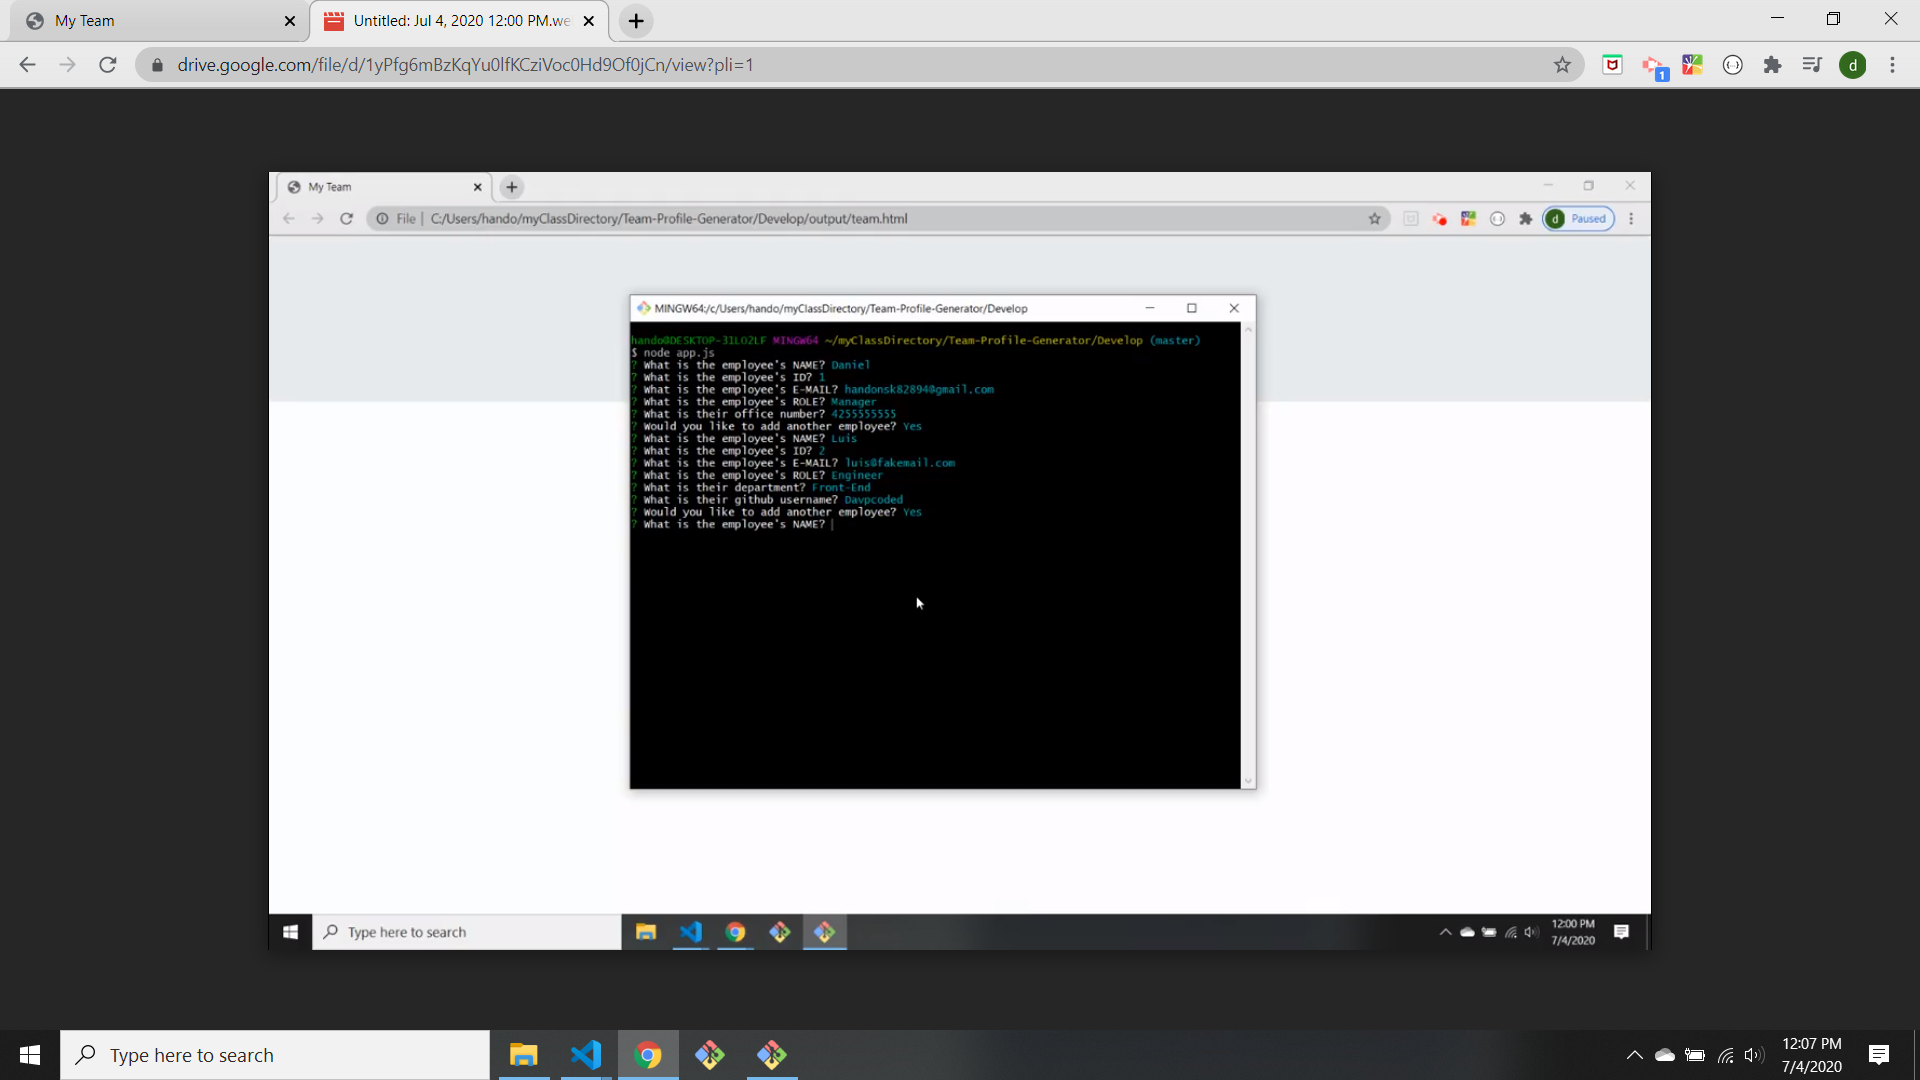 My Team
Untitled: Jul 4, 2020 12:00 PM.we
drive.google.com/file/d/1yPfg6mBzKqYu0lfKCziVoc0Hd9Of0jCn/view?pli=1
1
d
My Team
File | C:/Users/hando/myClassDirectory/Team-Profile-Generator/Develop/output/team.html
d Paused
MINGW64:/c/Users/hando/myClassDirectory/Team-Profile-Generator/Develop
hando@DESKTOP-31LO2LF MINGW64 ~/myClassDirectory/Team-Profile-Generator/Develop (master)
$ node app.js
? What is the employee's NAME? Daniel
? What is the employee's ID? 1
? What is the employee's E-MAIL? handonsk82894@gmail.com
? What is the employee's ROLE? Manager
? What is their office number? 4255555555
? Would you like to add another employee? Yes
? What is the employee's NAME? Luis
? What is the employee's ID? 2
? What is the employee's E-MAIL? luis@fakemail.com
? What is the employee's ROLE? Engineer
? What is their department? Front-End
? What is their github username? Davpcoded
? Would you like to add another employee? Yes
? What is the employee's NAME?
Type here to search
12:00 PM
7/4/2020
Type here to search
12:07 PM
7/4/2020